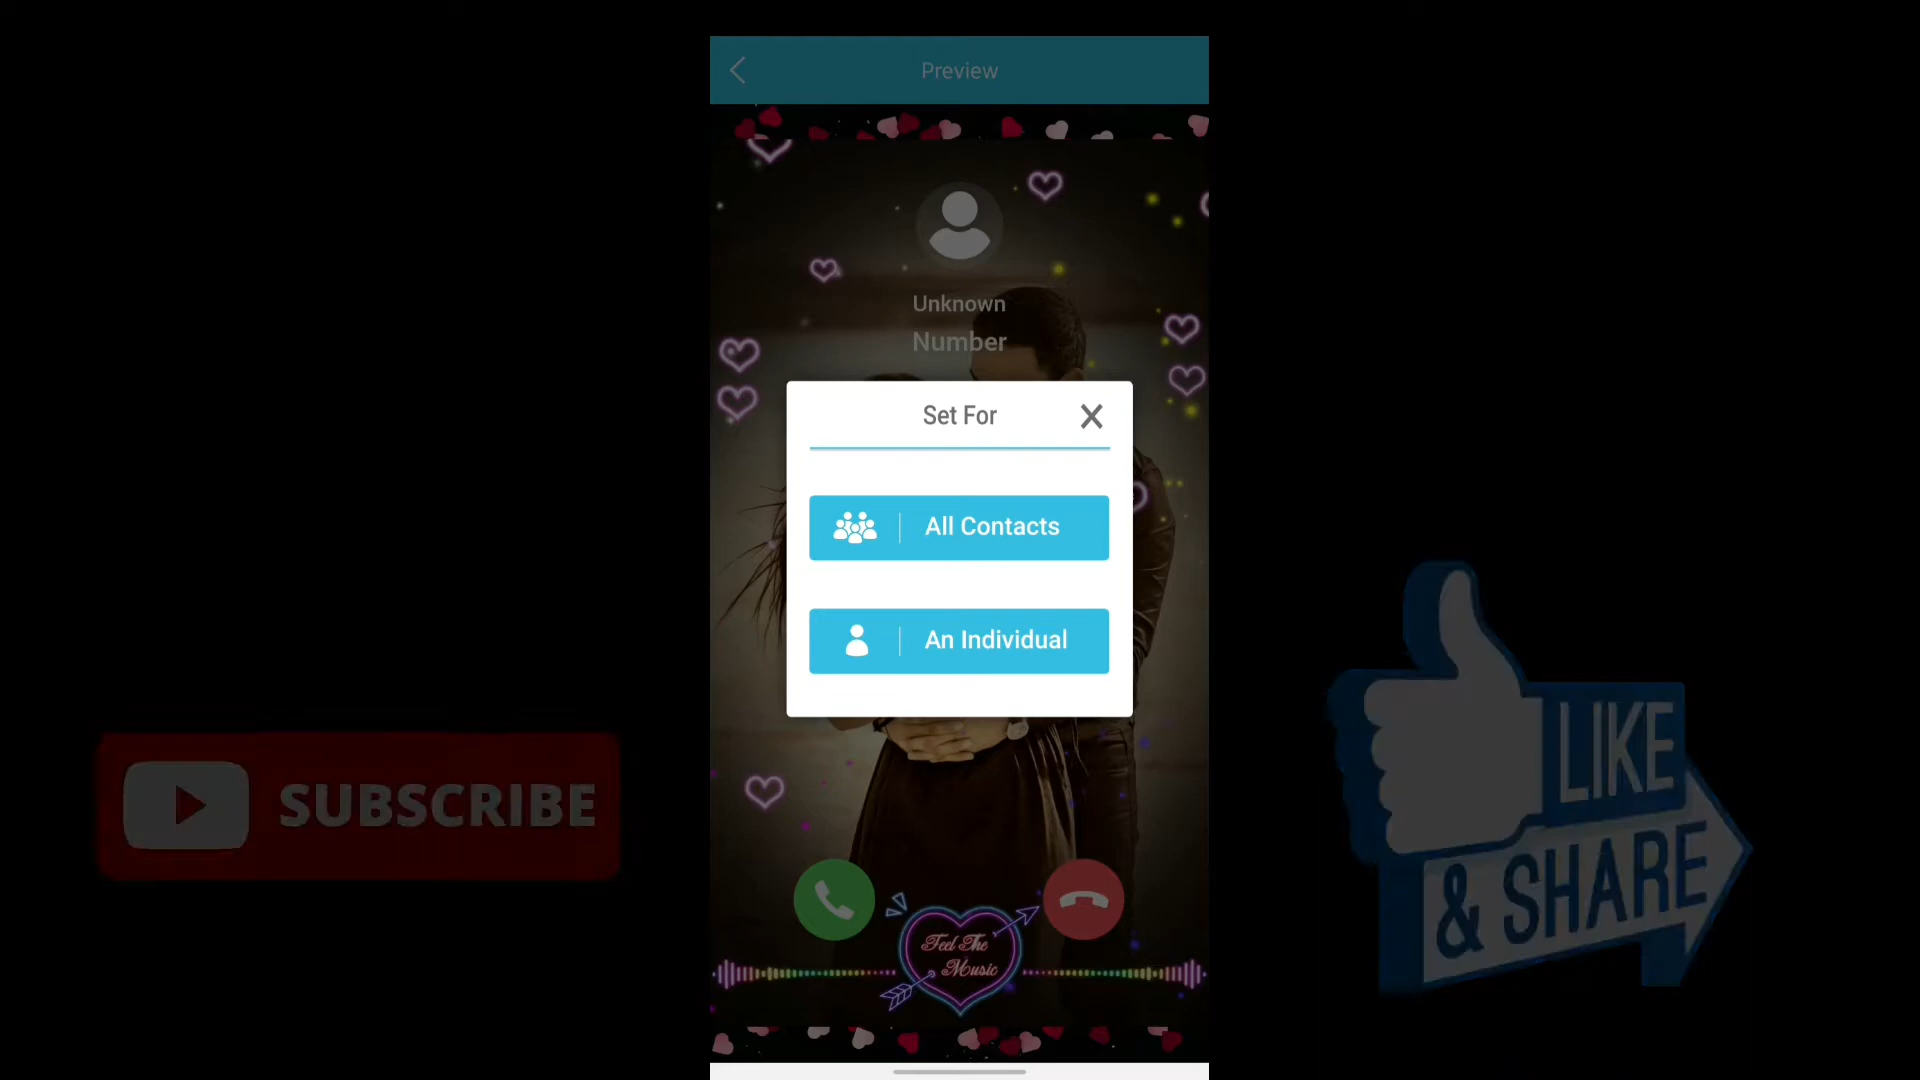 Preview
Unknown
Number
Set For
All Contacts
An Individual
SUBSCRIBE
LIKE
& SHARE
Feel The
Music